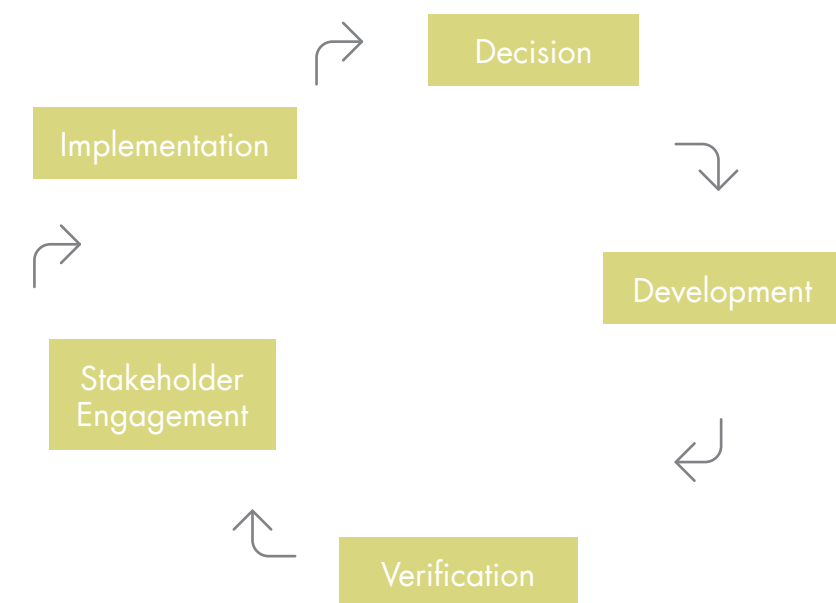 Decision
Implementation
Development
Stakeholder
Engagement
Verification